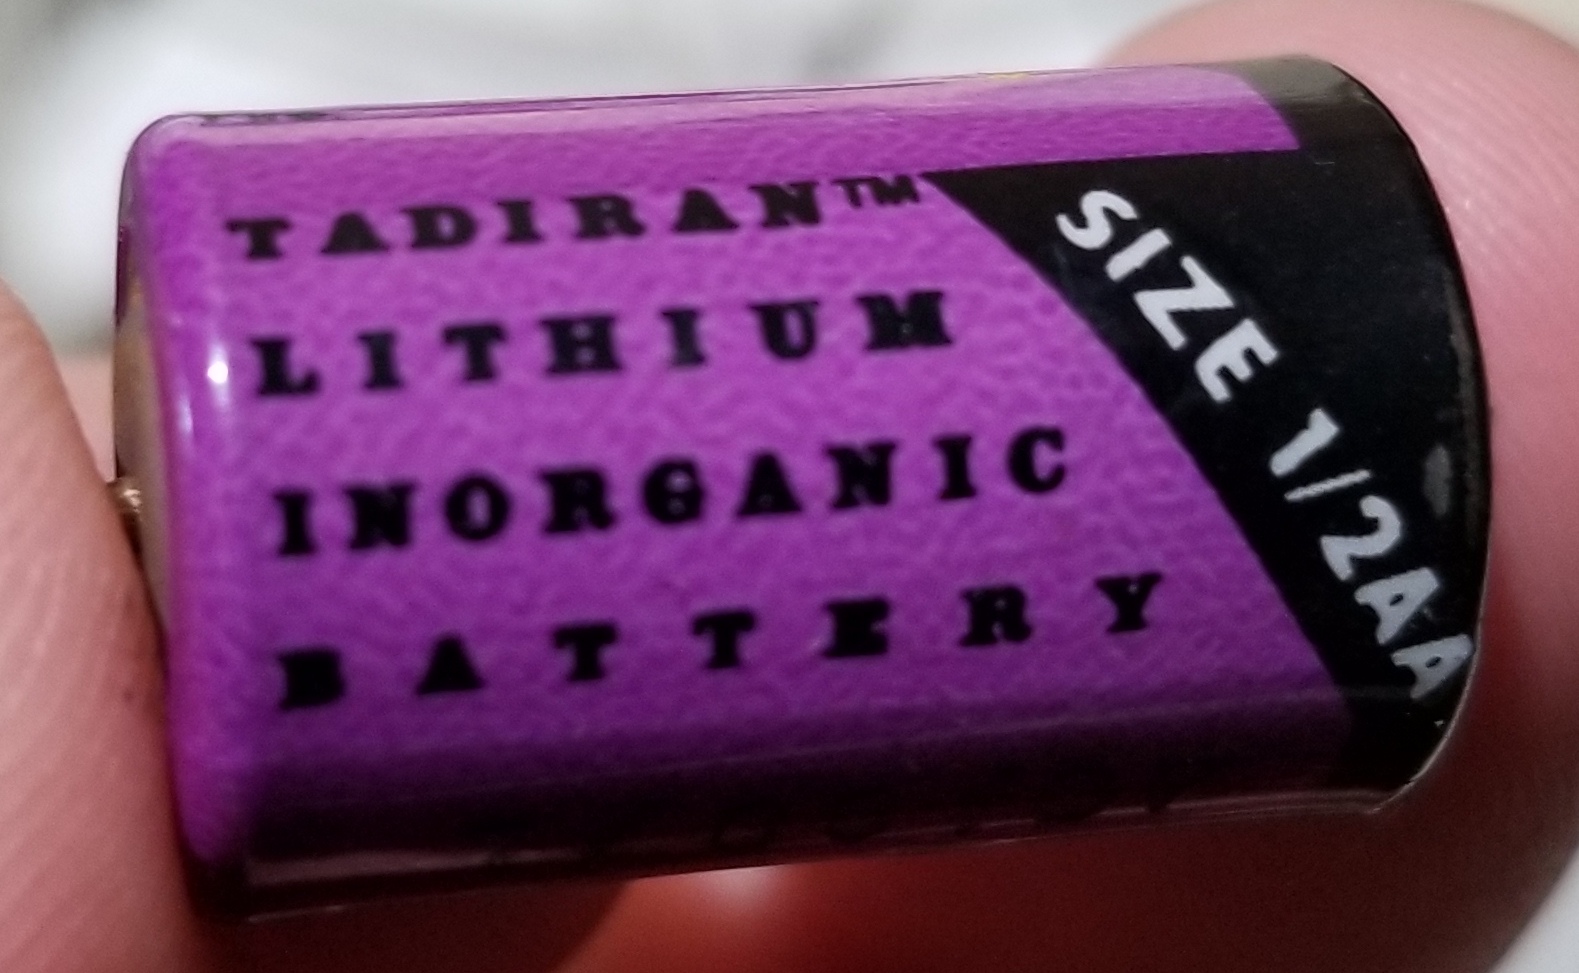 TADIRAN™
LITHIUM
INORGANIC
BATTERY
SIZE 1/2AA